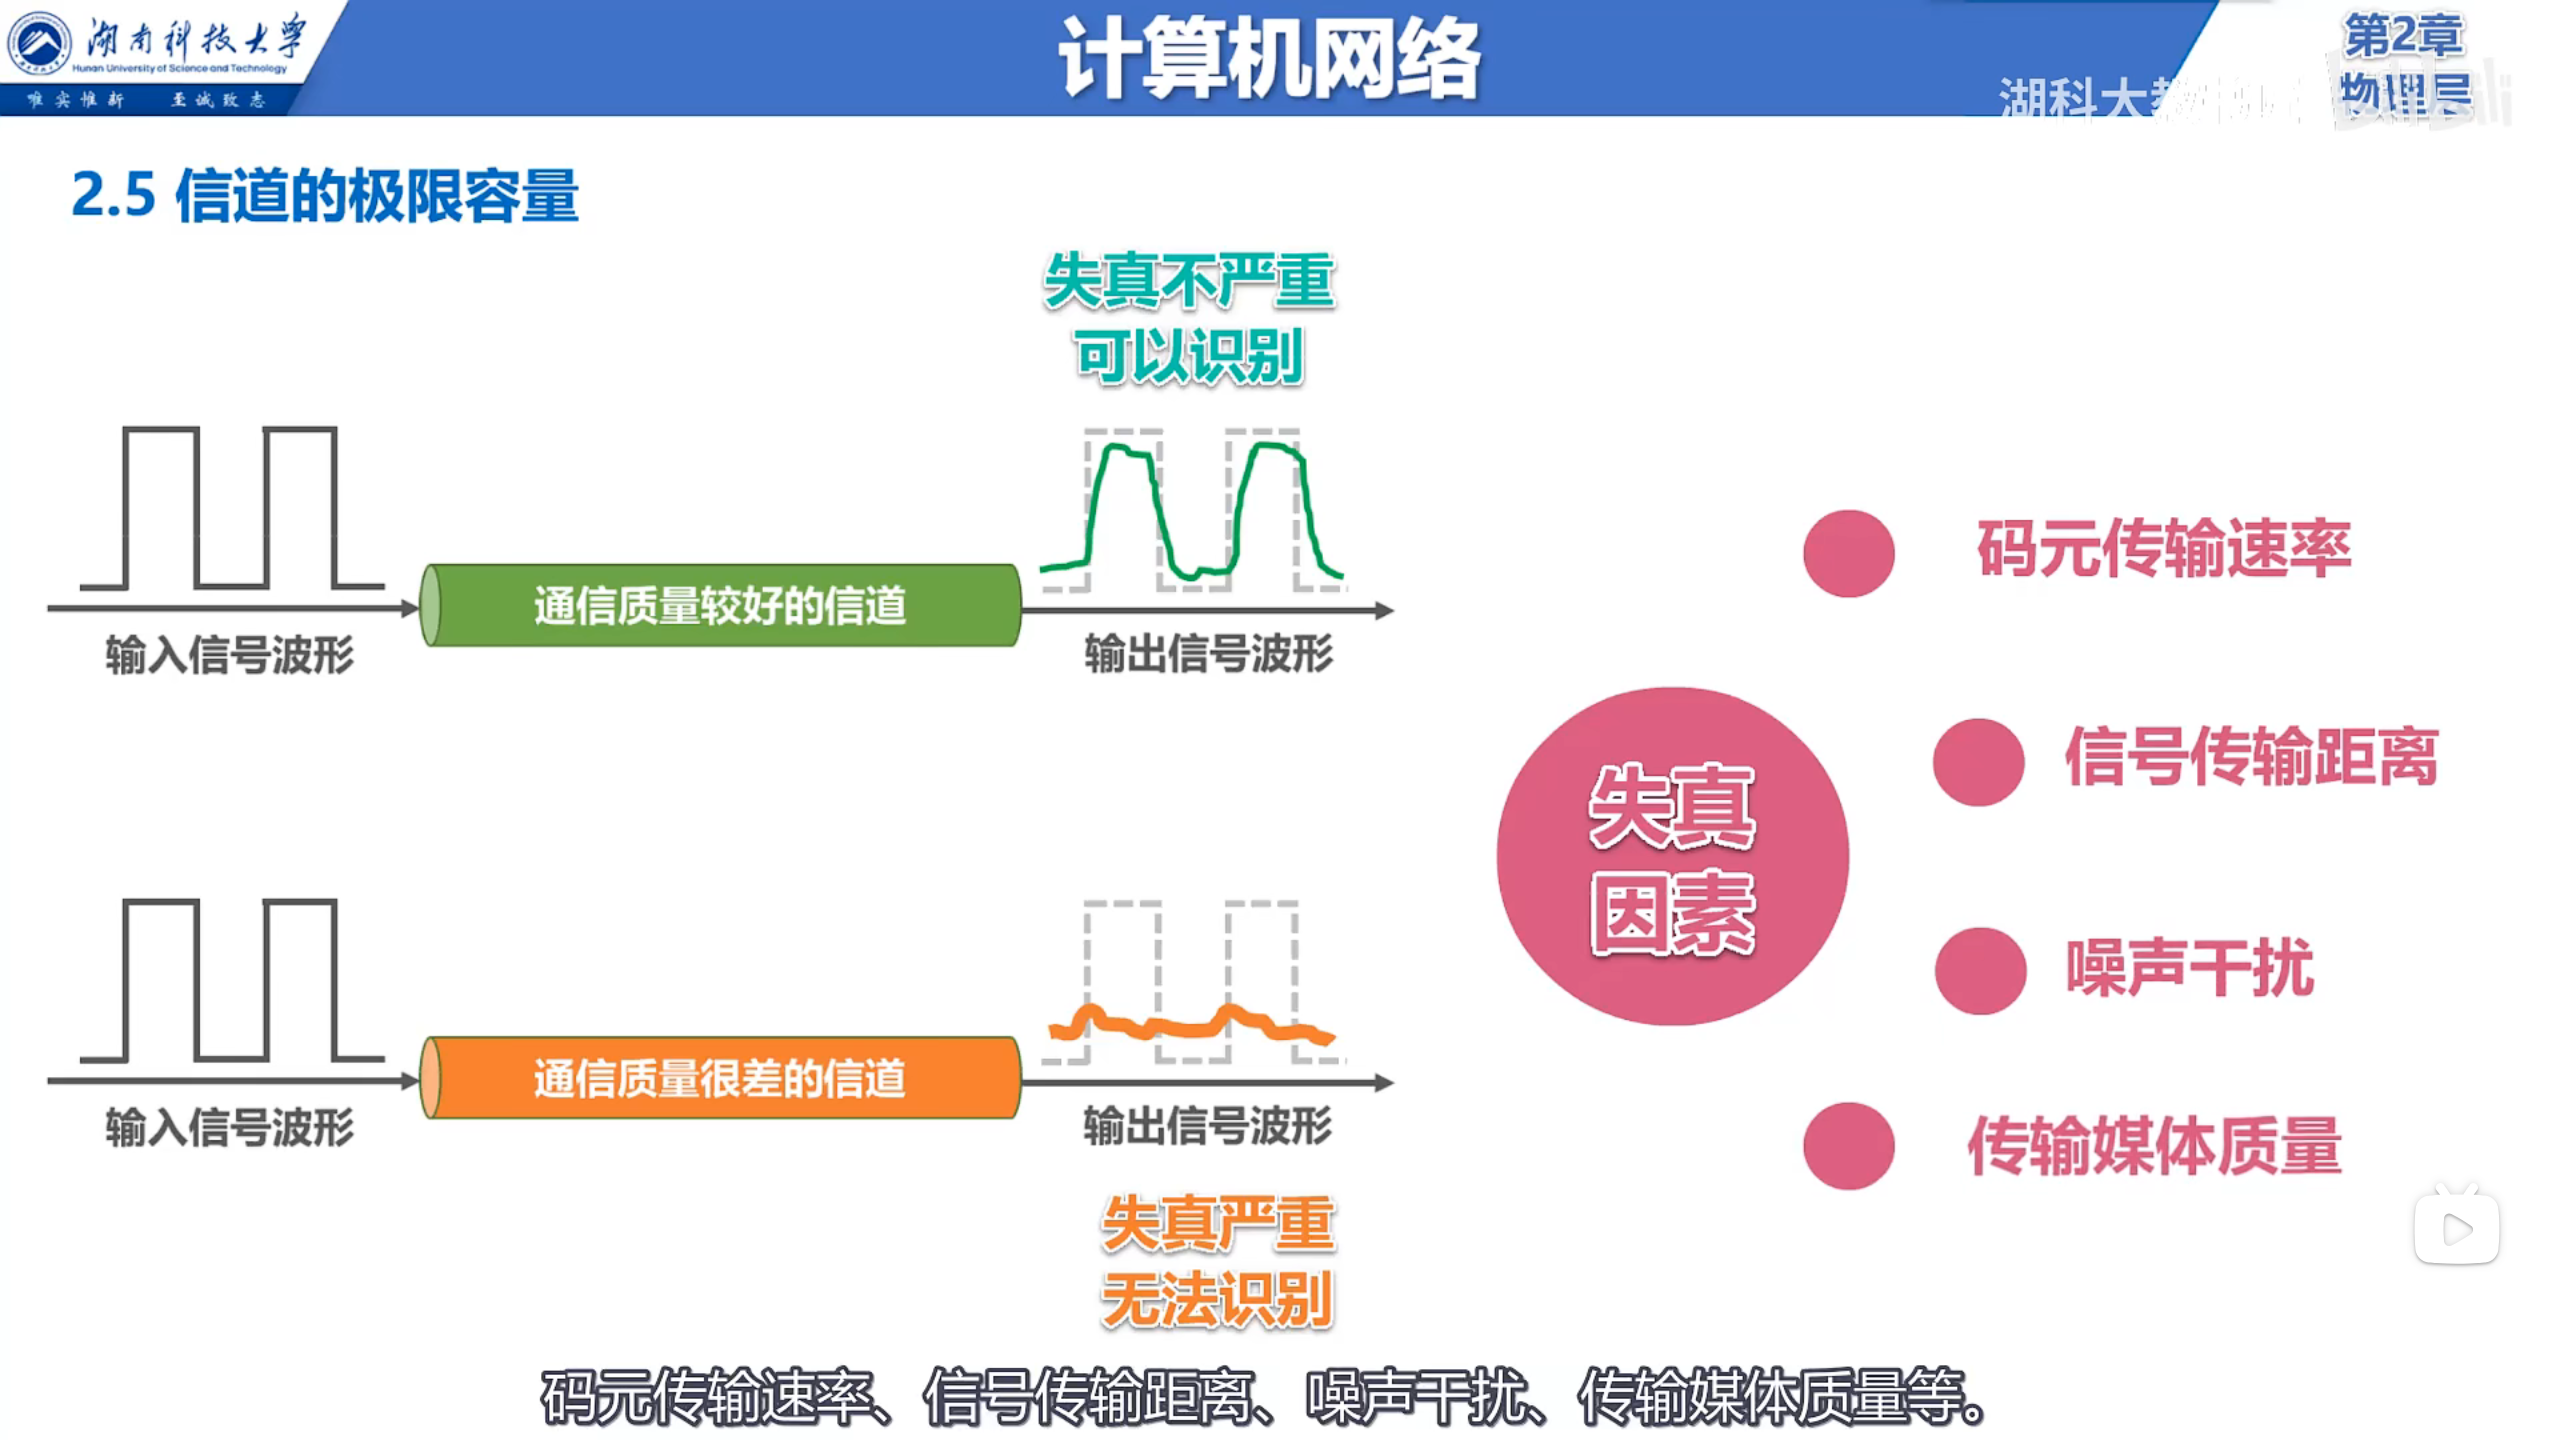 湖南科技大学
Hunan University of Science and Technology
唯实惟新 至诚致志
计算机网络
第2章
物理层
湖科大教
2.5 信道的极限容量
失真不严重
可以识别
通信质量较好的信道
输入信号波形
输出信号波形
失真
因素
码元传输速率
信号传输距离
噪声干扰
传输媒体质量
通信质量很差的信道
输入信号波形
输出信号波形
失真严重
无法识别
码元传输速率、信号传输距离、噪声干扰、传输媒体质量等。